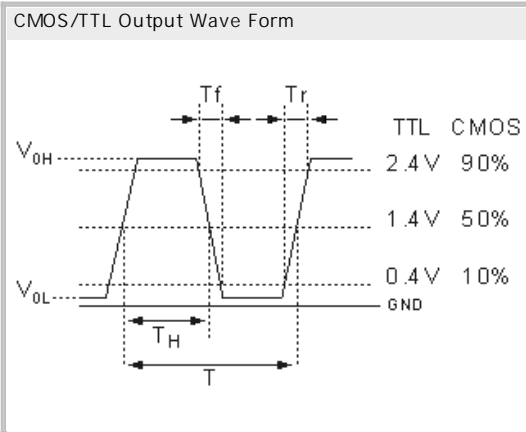 CMOS/TTL Output Wave Form
Tf Tr
TTL CMOS
V0H 2.4V 90%
1.4V 50%
0.4V 10%
V0L GND
TH
T